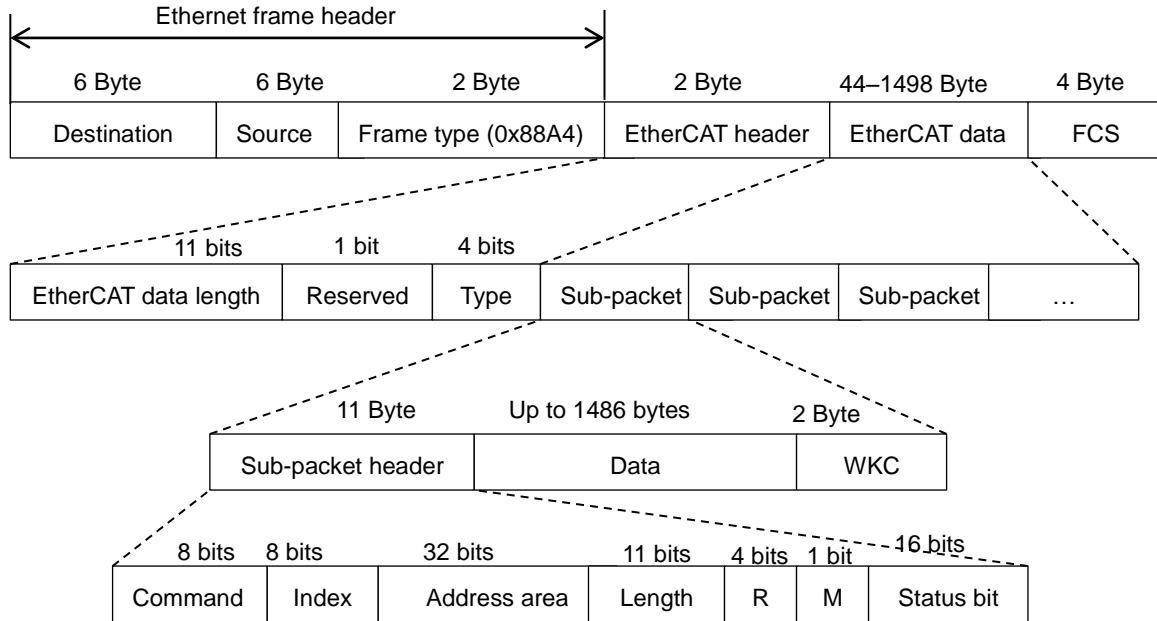 Ethernet frame header
6 Byte 6 Byte 2 Byte 2 Byte 44–1498 Byte 4 Byte
Destination Source Frame type (0x88A4) EtherCAT header EtherCAT data FCS
11 bits 1 bit 4 bits
EtherCAT data length Reserved Type Sub-packet Sub-packet Sub-packet …
11 Byte Up to 1486 bytes 2 Byte
Sub-packet header Data WKC
8 bits 8 bits 32 bits 11 bits 4 bits 1 bit 16 bits
Command Index Address area Length R M Status bit